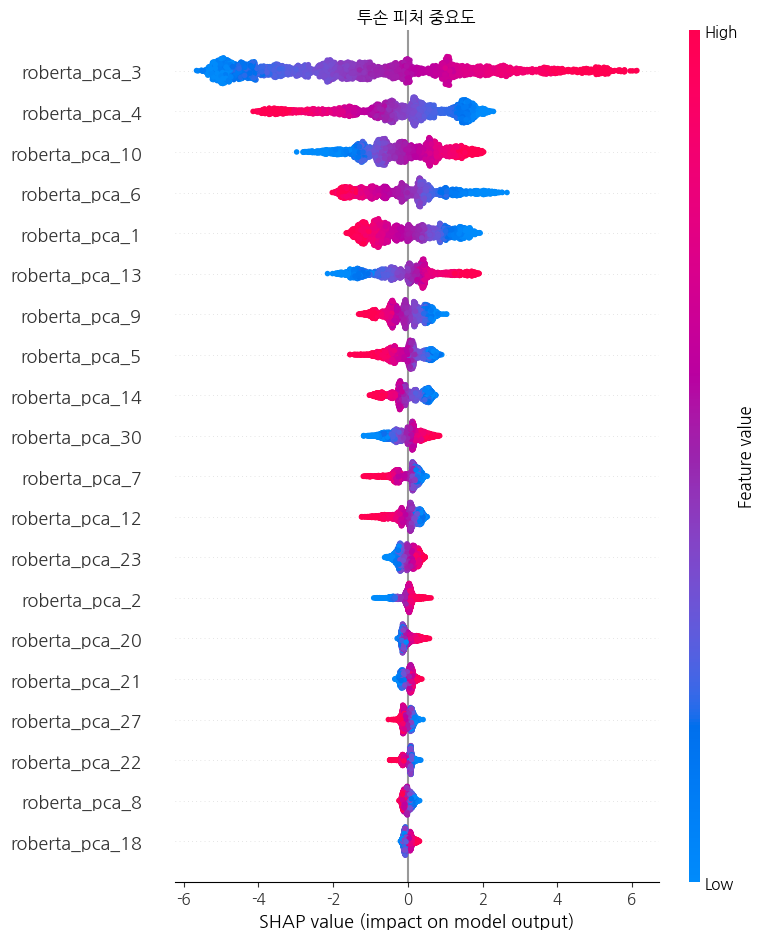 투손 피처 중요도
High
roberta_pca_3
roberta_pca_4
roberta_pca_10
roberta_pca_6
roberta_pca_1
roberta_pca_13
roberta_pca_9
roberta_pca_5
roberta_pca_14
roberta_pca_30
roberta_pca_7
roberta_pca_12
roberta_pca_23
roberta_pca_2
roberta_pca_20
roberta_pca_21
roberta_pca_27
roberta_pca_22
roberta_pca_8
roberta_pca_18
Feature value
Low
-6 -4 -2 0 2 4 6
SHAP value (impact on model output)